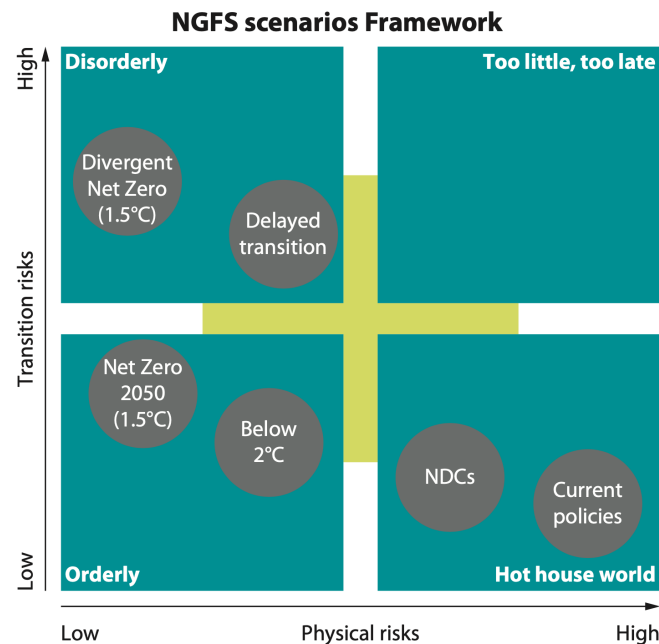 NGFS scenarios Framework
High
Transition risks
Low
Disorderly
Too little, too late
Divergent
Net Zero
(1.5°C)
Delayed
transition
Net Zero
2050
(1.5°C)
Below
2°C
NDCs
Current
policies
Orderly
Hot house world
Low
Physical risks
High